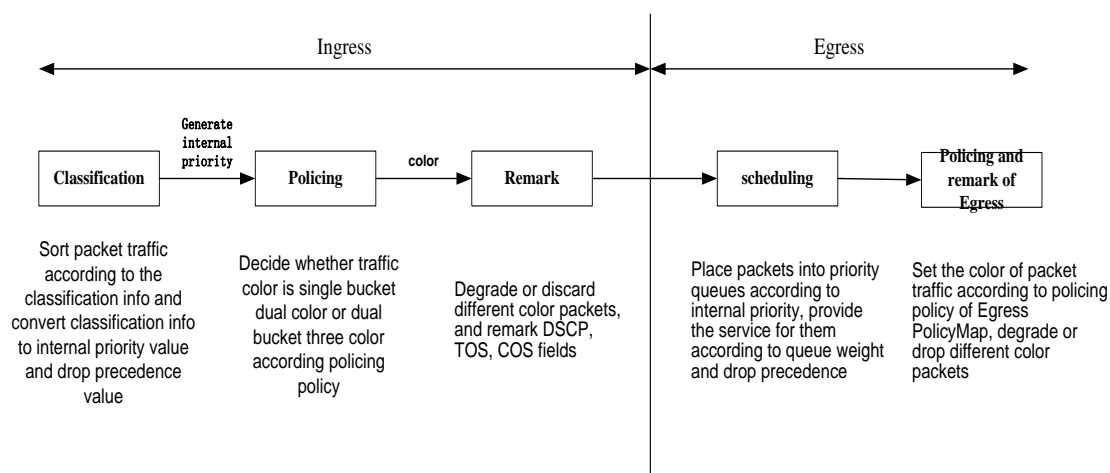 Ingress
Egress
Generate
internal
priority
color
Classification
Policing
Remark
scheduling
Policing and
remark of
Egress
Sort packet traffic
according to the
classification info and
convert classification info
to internal priority value
and drop precedence
value
Decide whether traffic
color is single bucket
dual color or dual
bucket three color
according policing
policy
Degrade or discard
different color packets,
and remark DSCP,
TOS, COS fields
Place packets into priority
queues according to
internal priority, provide
the service for them
according to queue weight
and drop precedence
Set the color of packet
traffic according to policing
policy of Egress
PolicyMap, degrade or
drop different color
packets